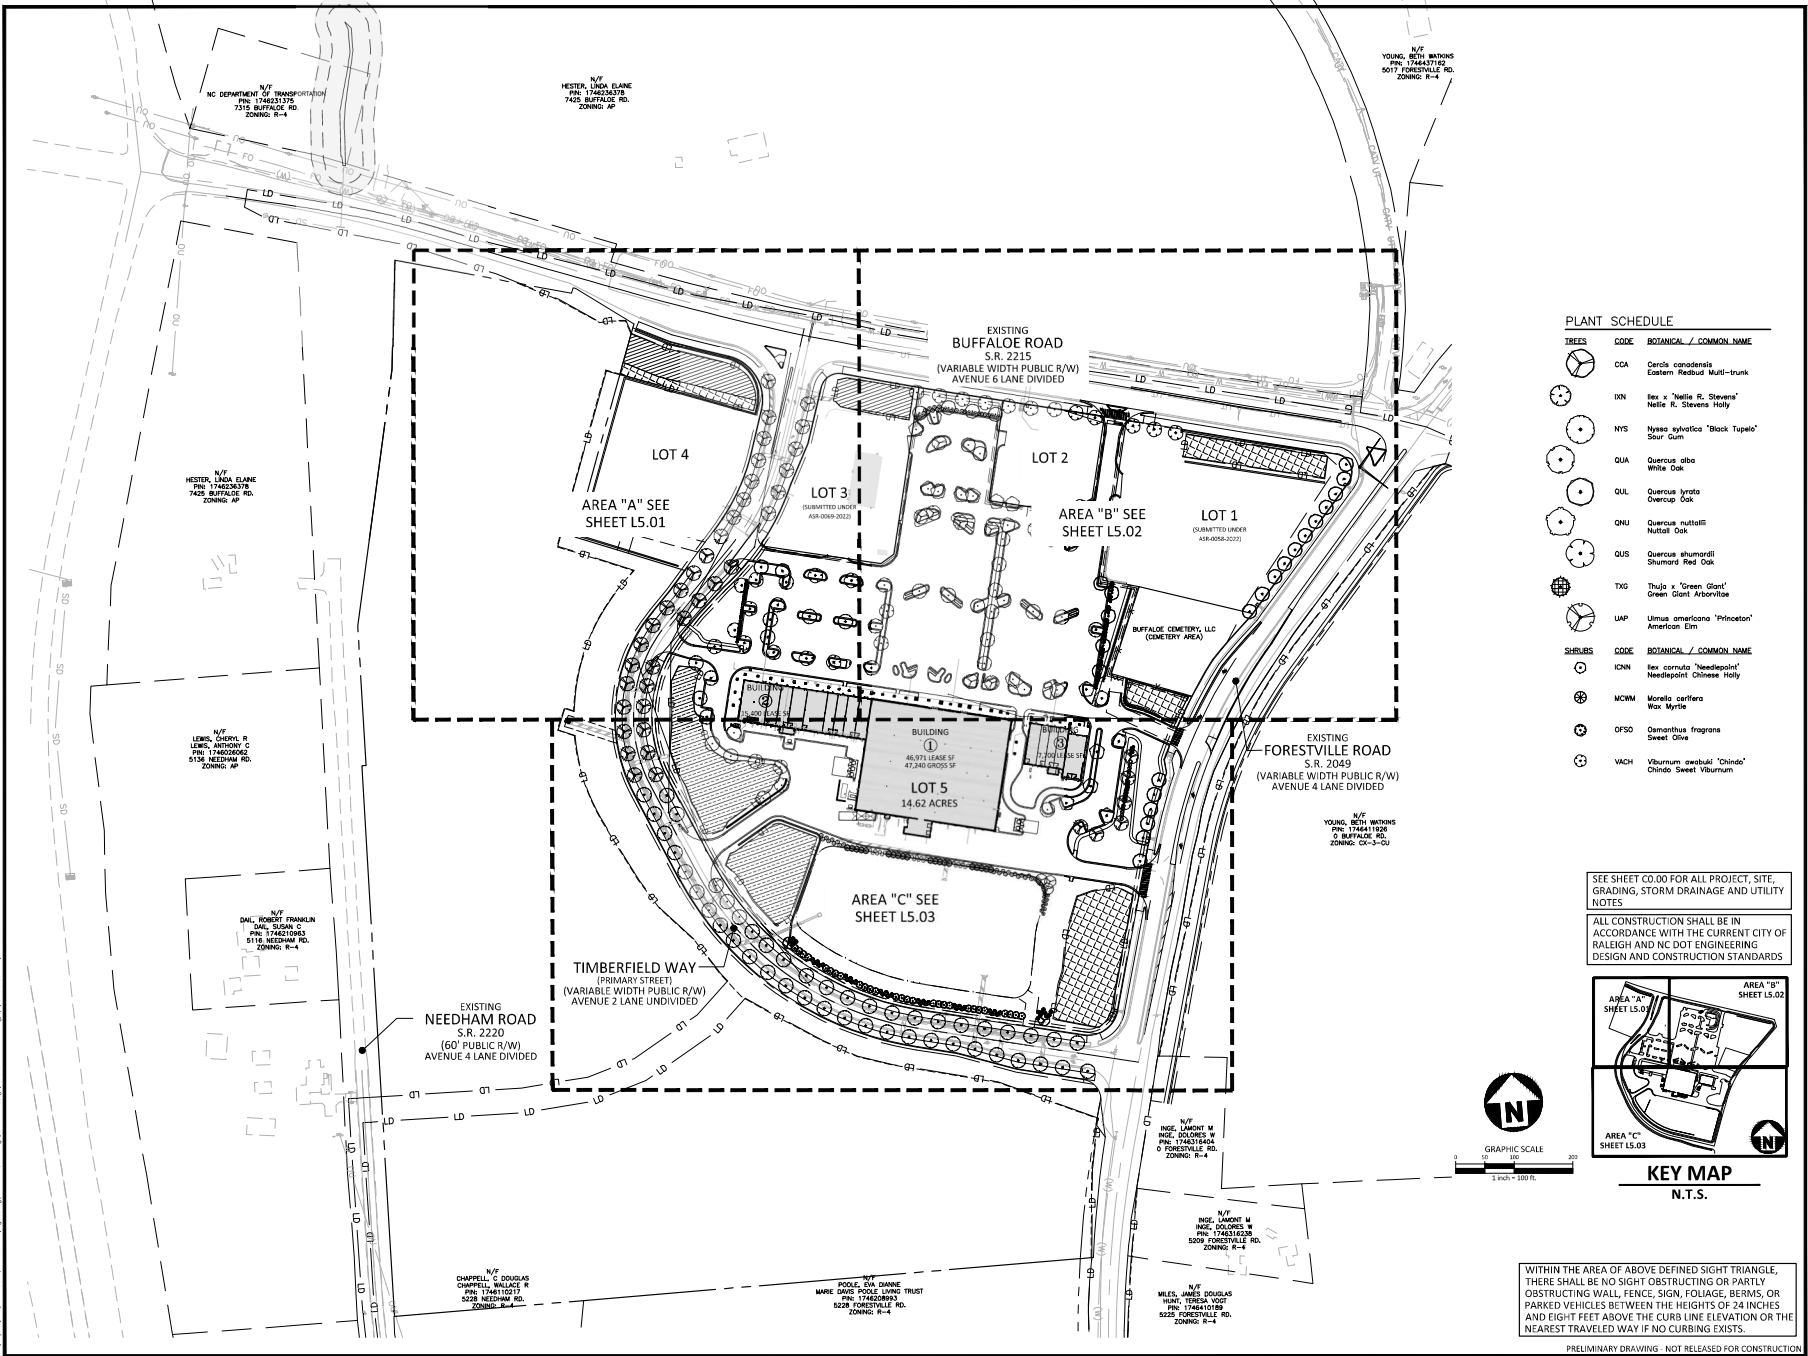 N/F
NC DEPARTMENT OF TRANSPORTATION
PIN: 1746231375
7315 BUFFALOE RD.
ZONING: R-4
N/F
HESTER, LINDA ELAINE
PIN: 1746236378
7425 BUFFALOE RD.
ZONING: AP
N/F
YOUNG, BETH WATKINS
PIN: 1746437162
5017 FORESTVILLE RD.
ZONING: R-4
EXISTING
BUFFALOE ROAD
S.R. 2215
(VARIABLE WIDTH PUBLIC R/W)
AVENUE 6 LANE DIVIDED
LOT 4
AREA "A" SEE
SHEET L5.01
LOT 3
(SUBMITTED UNDER
ASR-0069-2022)
LOT 2
AREA "B" SEE
SHEET L5.02
LOT 1
(SUBMITTED UNDER
ASR-0058-2022)
BUFFALOE CEMETERY, LLC
(CEMETERY AREA)
N/F
HESTER, LINDA ELAINE
PIN: 1746236378
7425 BUFFALOE RD.
ZONING: AP
N/F
LEWIS, CHERYL R
LEWIS, ANTHONY C
PIN: 1746026062
5136 NEEDHAM RD.
ZONING: AP
BUILDING
2
15,400 LEASE SF
BUILDING
1
46,971 LEASE SF
47,240 GROSS SF
LOT 5
14.62 ACRES
BUILDING
3
7,700 LEASE SF
EXISTING
FORESTVILLE ROAD
S.R. 2049
(VARIABLE WIDTH PUBLIC R/W)
AVENUE 4 LANE DIVIDED
N/F
YOUNG, BETH WATKINS
PIN: 1746411926
0 BUFFALOE RD.
ZONING: CX-3-CU
AREA "C" SEE
SHEET L5.03
N/F
DAIL, ROBERT FRANKLIN
DAIL, SUSAN C
PIN: 1746210963
5116 NEEDHAM RD.
ZONING: R-4
TIMBERFIELD WAY
(PRIMARY STREET)
(VARIABLE WIDTH PUBLIC R/W)
AVENUE 2 LANE UNDIVIDED
EXISTING
NEEDHAM ROAD
S.R. 2220
(60' PUBLIC R/W)
AVENUE 4 LANE DIVIDED
N/F
INGE, LAMONT M
INGE, DOLORES W
PIN: 1746316404
0 FORESTVILLE RD.
ZONING: R-4
N/F
INGE, LAMONT M
INGE, DOLORES W
PIN: 1746316238
5209 FORESTVILLE RD.
ZONING: R-4
N/F
CHAPPELL, C DOUGLAS
CHAPPELL, WALLACE R
PIN: 1746110217
5228 NEEDHAM RD.
ZONING: R-4
N/F
POOLE, EVA DIANNE
MARIE DAVIS POOLE LIVING TRUST
PIN: 1746208993
5228 FORESTVILLE RD.
ZONING: R-4
N/F
MILES, JAMES DOUGLAS
HUNT, TERESA VOGT
PIN: 1746410189
5225 FORESTVILLE RD.
ZONING: R-4
PLANT SCHEDULE
TREES CODE BOTANICAL / COMMON NAME
CCA Cercis canadensis
Eastern Redbud Multi-trunk
IXN Ilex x 'Nellie R. Stevens'
Nellie R. Stevens Holly
NYS Nyssa sylvatica 'Black Tupelo'
Sour Gum
QUA Quercus alba
White Oak
QUL Quercus lyrata
Overcup Oak
QNU Quercus nuttallii
Nuttall Oak
QUS Quercus shumardii
Shumard Red Oak
TXG Thuja x 'Green Giant'
Green Giant Arborvitae
UAP Ulmus americana 'Princeton'
American Elm
SHRUBS CODE BOTANICAL / COMMON NAME
ICNN Ilex cornuta 'Needlepoint'
Needlepoint Chinese Holly
MCWM Morella cerifera
Wax Myrtle
OFSO Osmanthus fragrans
Sweet Olive
VACH Viburnum awabuki 'Chindo'
Chindo Sweet Viburnum
SEE SHEET C0.00 FOR ALL PROJECT, SITE,
GRADING, STORM DRAINAGE AND UTILITY
NOTES
ALL CONSTRUCTION SHALL BE IN
ACCORDANCE WITH THE CURRENT CITY OF
RALEIGH AND NC DOT ENGINEERING
DESIGN AND CONSTRUCTION STANDARDS
AREA "A"
SHEET L5.01
AREA "B"
SHEET L5.02
AREA "C"
SHEET L5.03
N
KEY MAP
N.T.S.
N
GRAPHIC SCALE
0 50 100 200
1 inch = 100 ft.
WITHIN THE AREA OF ABOVE DEFINED SIGHT TRIANGLE,
THERE SHALL BE NO SIGHT OBSTRUCTING OR PARTLY
OBSTRUCTING WALL, FENCE, SIGN, FOLIAGE, BERMS, OR
PARKED VEHICLES BETWEEN THE HEIGHTS OF 24 INCHES
AND EIGHT FEET ABOVE THE CURB LINE ELEVATION OR THE
NEAREST TRAVELED WAY IF NO CURBING EXISTS.
PRELIMINARY DRAWING - NOT RELEASED FOR CONSTRUCTION